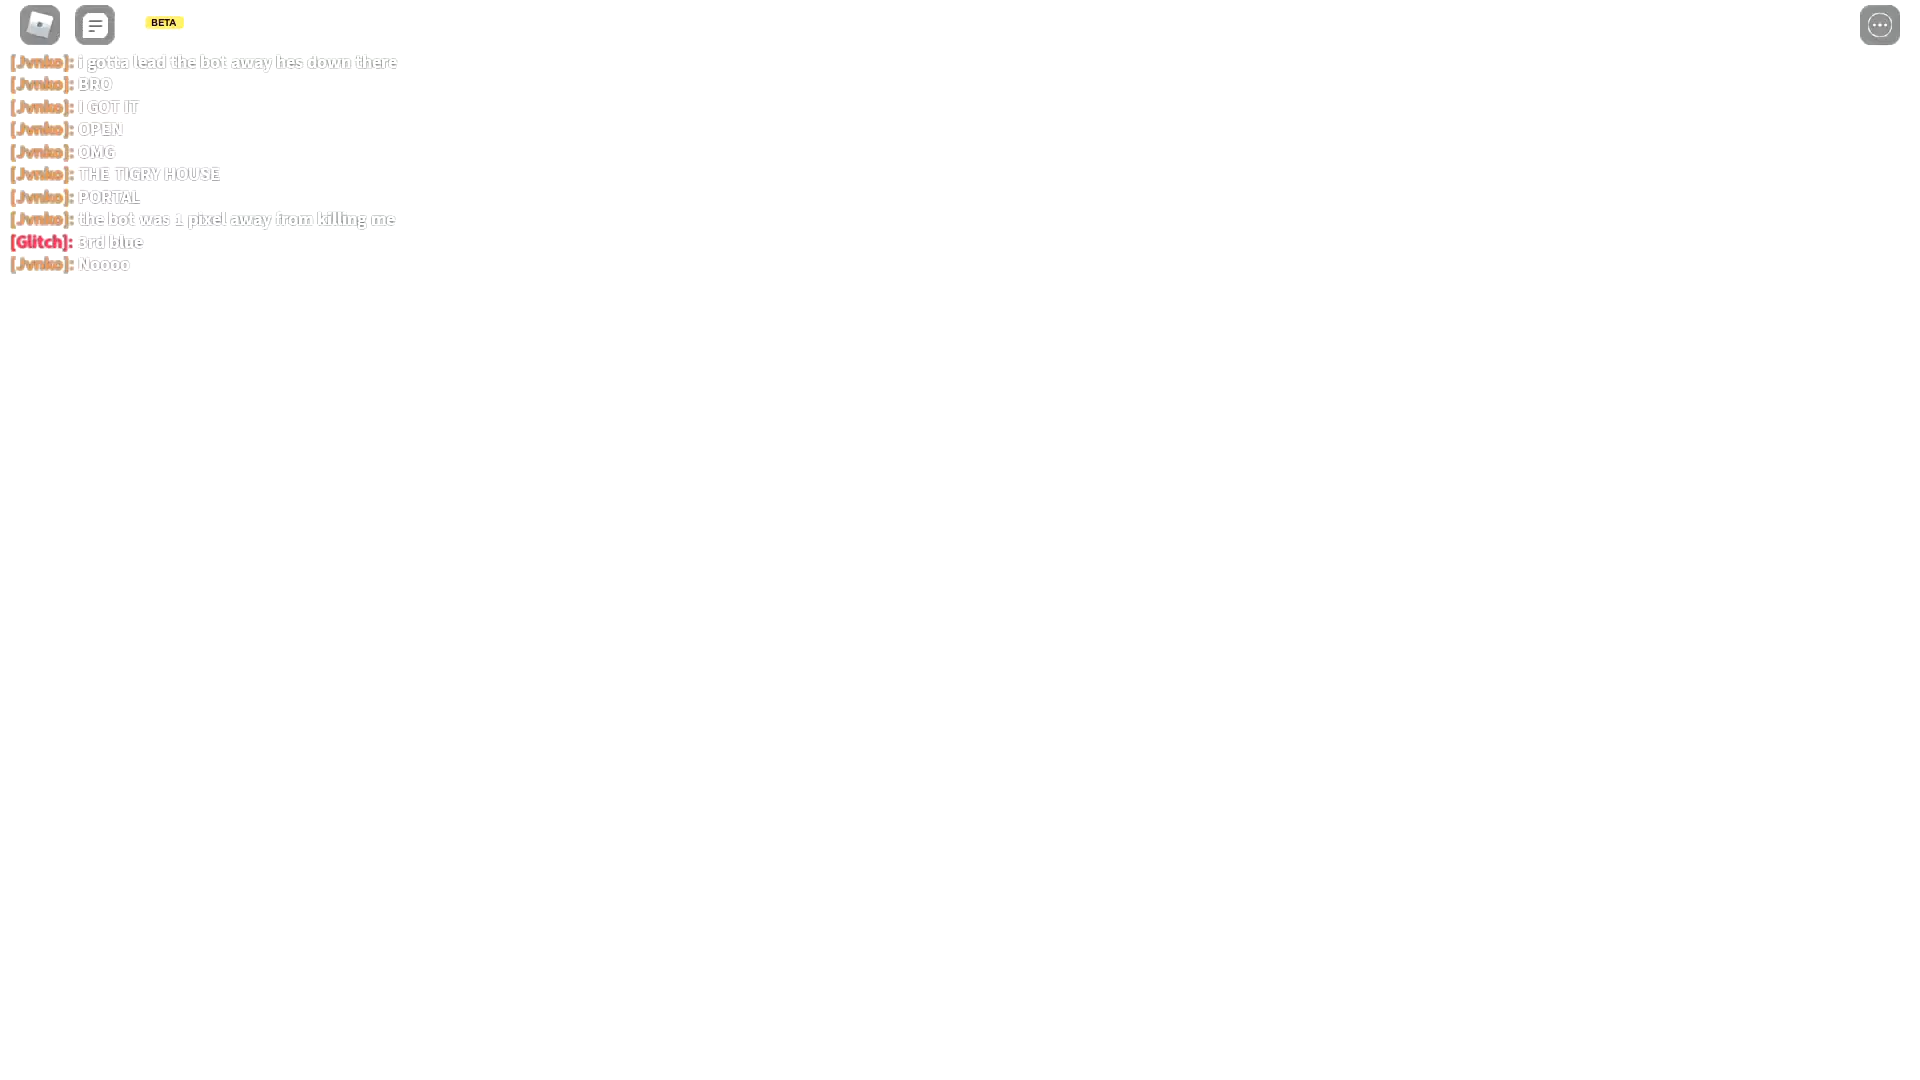 BETA
[Jvnko]: i gotta lead the bot away hes down there
[Jvnko]: BRO
[Jvnko]: I GOT IT
[Jvnko]: OPEN
[Jvnko]: OMG
[Jvnko]: THE TIGRY HOUSE
[Jvnko]: PORTAL
[Jvnko]: the bot was 1 pixel away from killing me
[Glitch]: 3rd blue
[Jvnko]: Noooo